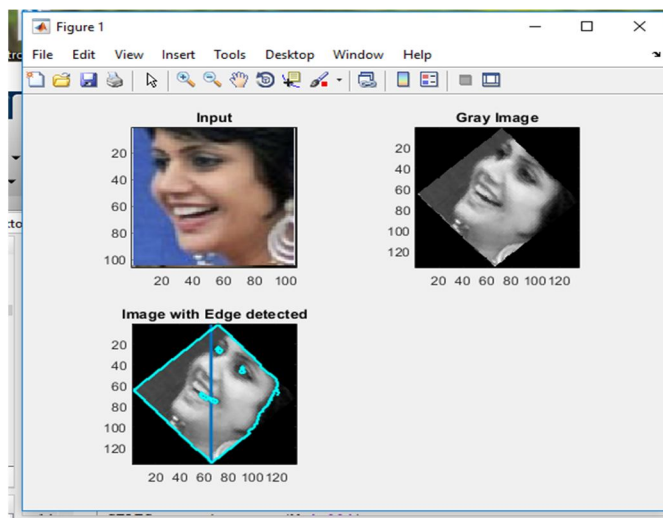 Figure 1
File Edit View Insert Tools Desktop Window Help
Input
20
40
60
80
100
20 40 60 80 100
Gray Image
20
40
60
80
100
120
20 40 60 80 100 120
Image with Edge detected
20
40
60
80
100
120
20 40 60 80 100 120